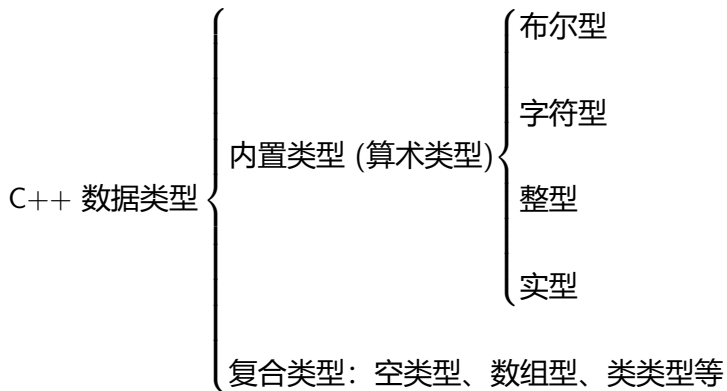 布尔型
字符型
内置类型 (算术类型)
C++ 数据类型
整型
实型
复合类型：空类型、数组型、类类型等